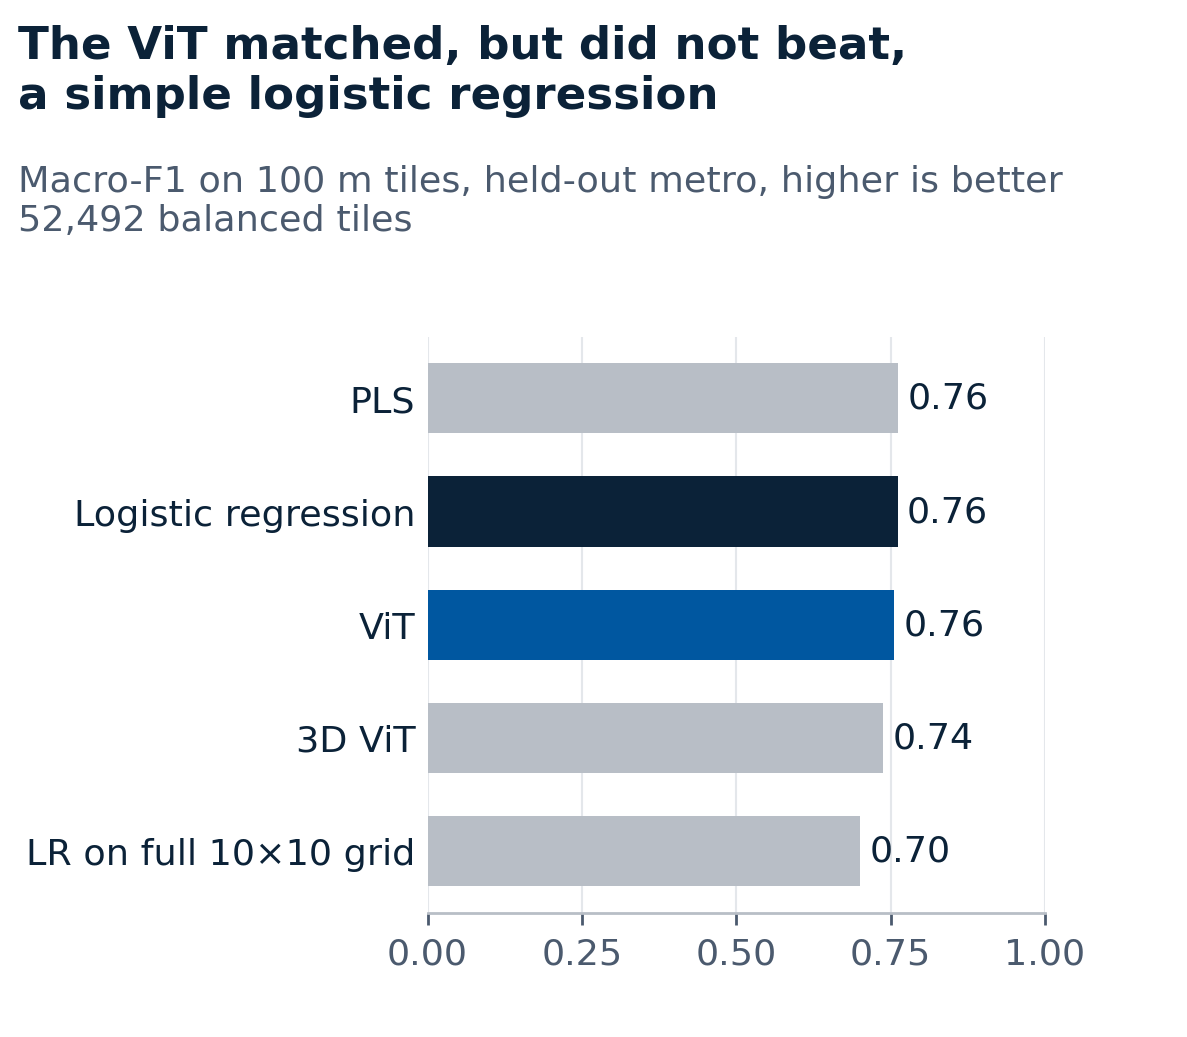 The ViT matched, but did not beat,
a simple logistic regression
Macro-F1 on 100 m tiles, held-out metro, higher is better
52,492 balanced tiles
PLS 0.76
Logistic regression 0.76
ViT 0.76
3D ViT 0.74
LR on full 10×10 grid 0.70
0.00 0.25 0.50 0.75 1.00